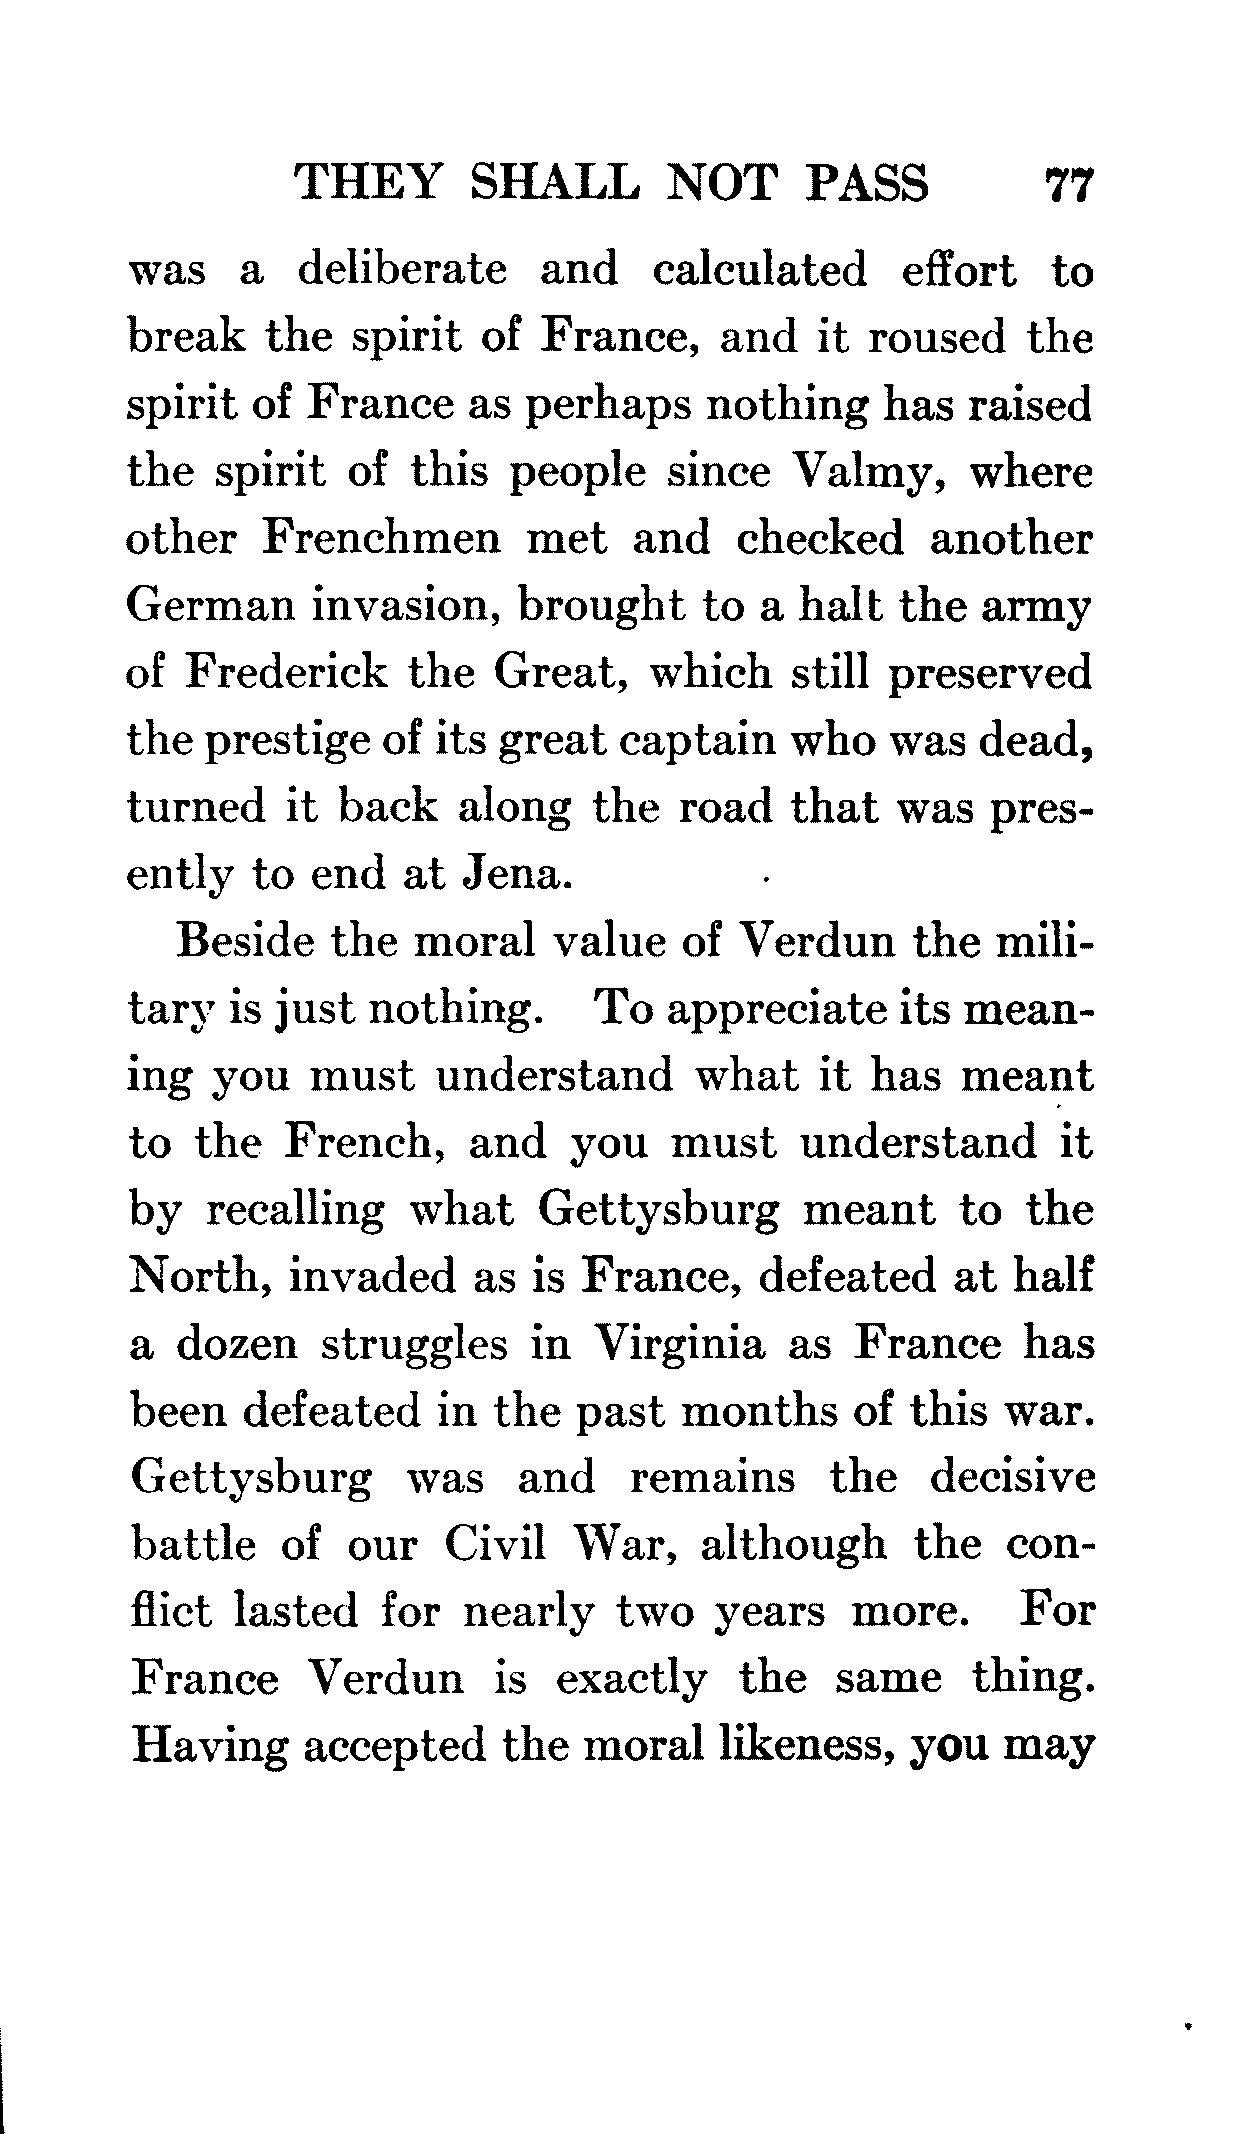 THEY SHALL NOT PASS 77
was a deliberate and calculated effort to
break the spirit of France, and it roused the
spirit of France as perhaps nothing has raised
the spirit of this people since Valmy, where
other Frenchmen met and checked another
German invasion, brought to a halt the army
of Frederick the Great, which still preserved
the prestige of its great captain who was dead,
turned it back along the road that was pres-
ently to end at Jena.
Beside the moral value of Verdun the mili-
tary is just nothing. To appreciate its mean-
ing you must understand what it has meant
to the French, and you must understand it
by recalling what Gettysburg meant to the
North, invaded as is France, defeated at half
a dozen struggles in Virginia as France has
been defeated in the past months of this war.
Gettysburg was and remains the decisive
battle of our Civil War, although the con-
flict lasted for nearly two years more. For
France Verdun is exactly the same thing.
Having accepted the moral likeness, you may